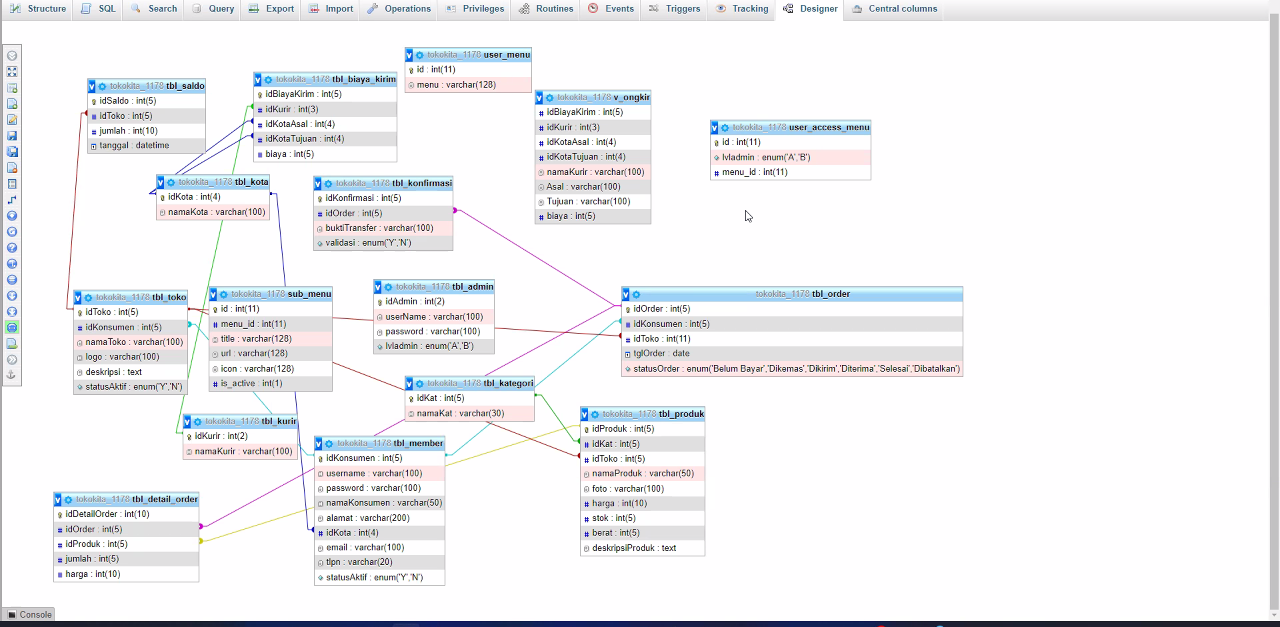 Structure SQL Search Query Export Import Operations Privileges Routines Events Triggers Tracking Designer Central columns
tokokita_1178 user_menu
id : int(11)
menu : varchar(128)
tokokita_1178 tbl_saldo
idSaldo : int(5)
idToko : int(5)
jumlah : int(10)
tanggal : datetime
tokokita_1178 tbl_biaya_kirim
idBiayaKirim : int(5)
idKurir : int(3)
idKotaAsal : int(4)
idKotaTujuan : int(4)
biaya : int(5)
tokokita_1178 v_ongkir
idBiayaKirim : int(5)
idKurir : int(3)
idKotaAsal : int(4)
idKotaTujuan : int(4)
namaKurir : varchar(100)
Asal : varchar(100)
Tujuan : varchar(100)
biaya : int(5)
tokokita_1178 user_access_menu
id : int(11)
lvladmin : enum('A','B')
menu_id : int(11)
tokokita_1178 tbl_kota
idKota : int(4)
namaKota : varchar(100)
tokokita_1178 tbl_konfirmasi
idKonfirmasi : int(5)
idOrder : int(5)
buktiTransfer : varchar(100)
validasi : enum('Y','N')
tokokita_1178 tbl_toko
idToko : int(5)
idKonsumen : int(5)
namaToko : varchar(100)
logo : varchar(100)
deskripsi : text
statusAktif : enum('Y','N')
tokokita_1178 sub_menu
id : int(11)
menu_id : int(11)
title : varchar(128)
url : varchar(128)
icon : varchar(128)
is_active : int(1)
tokokita_1178 tbl_admin
idAdmin : int(2)
userName : varchar(100)
password : varchar(100)
lvladmin : enum('A','B')
tokokita_1178 tbl_order
idOrder : int(5)
idKonsumen : int(5)
idToko : int(11)
tglOrder : date
statusOrder : enum('Belum Bayar','Dikemas','Dikirim','Diterima','Selesai','Dibatalkan')
tokokita_1178 tbl_kategori
idKat : int(5)
namaKat : varchar(30)
tokokita_1178 tbl_produk
idProduk : int(5)
idKat : int(5)
idToko : int(5)
namaProduk : varchar(50)
foto : varchar(100)
harga : int(10)
stok : int(5)
berat : int(5)
deskripsiProduk : text
tokokita_1178 tbl_kurir
idKurir : int(2)
namaKurir : varchar(100)
tokokita_1178 tbl_member
idKonsumen : int(5)
username : varchar(100)
password : varchar(100)
namaKonsumen : varchar(50)
alamat : varchar(200)
idKota : int(4)
email : varchar(100)
tlpn : varchar(20)
statusAktif : enum('Y','N')
tokokita_1178 tbl_detail_order
idDetailOrder : int(10)
idOrder : int(5)
idProduk : int(5)
jumlah : int(5)
harga : int(10)
Console